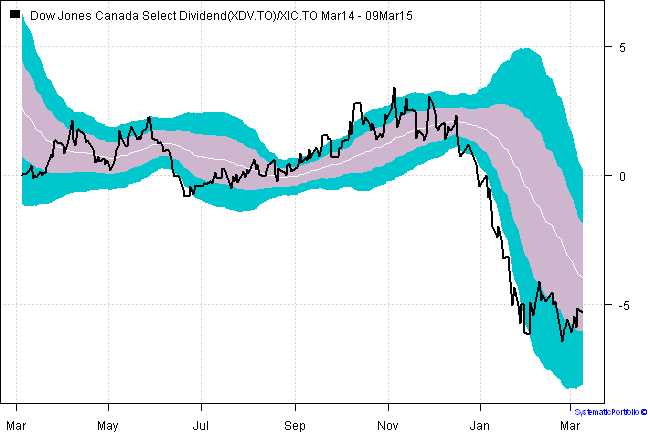 Dow Jones Canada Select Dividend(XDV.TO)/XIC.TO Mar14 - 09Mar15
5
0
-5
Mar May Jul Sep Nov Jan Mar
SystematicPortfolio ©